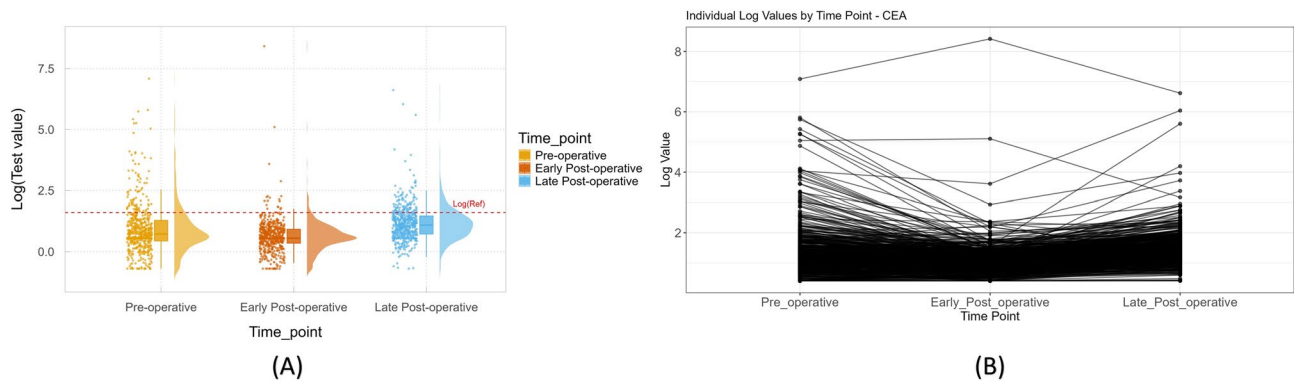 Log(Test value)
7.5
5.0
2.5
0.0
Log(Ref)
Pre-operative
Early Post-operative
Late Post-operative
Time_point
Time_point
Pre-operative
Early Post-operative
Late Post-operative
(A)
Individual Log Values by Time Point - CEA
Log Value
8
6
4
2
Pre_operative
Early_Post_operative
Late_Post_operative
Time Point
(B)